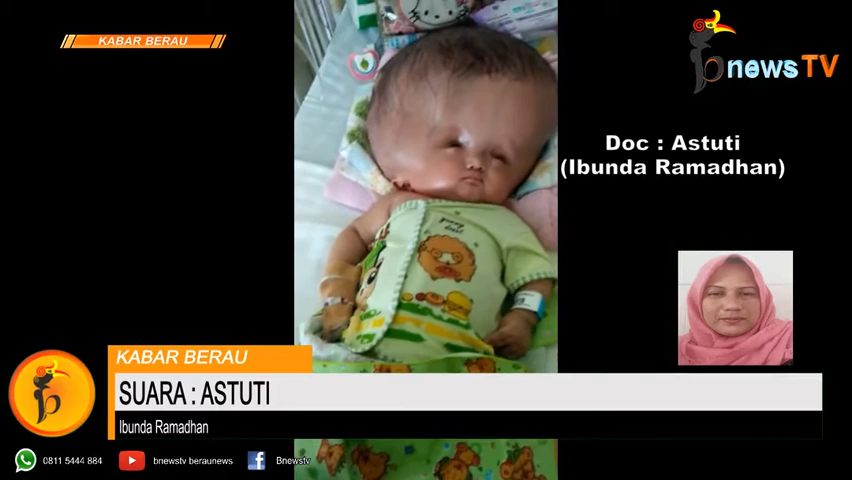 KABAR BERAU
bnewsTV
Doc : Astuti
(Ibunda Ramadhan)
KABAR BERAU
SUARA : ASTUTI
Ibunda Ramadhan
0811 5444 884
bnewstv beraunews
Bnewstv